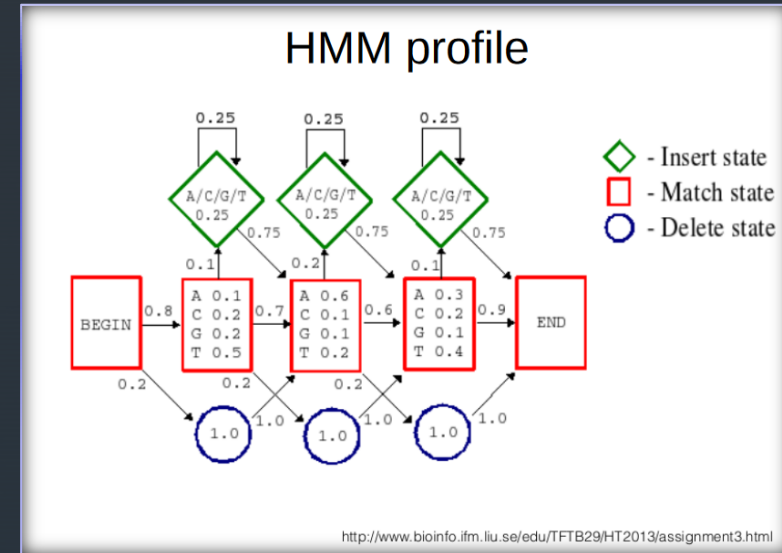 HMM profile
0.25 0.25 0.25
A/C/G/T A/C/G/T A/C/G/T
0.25 0.25 0.25
0.75 0.75 0.75
0.1 0.2 0.1
BEGIN
0.8
A 0.1
C 0.2
G 0.2
T 0.5
0.7
A 0.6
C 0.1
G 0.1
T 0.2
0.6
A 0.3
C 0.2
G 0.1
T 0.4
0.9
END
0.2 0.2 0.2
1.0 1.0 1.0
1.0 1.0 1.0
- Insert state
- Match state
- Delete state
http://www.bioinfo.ifm.liu.se/edu/TFTB29/HT2013/assignment3.html